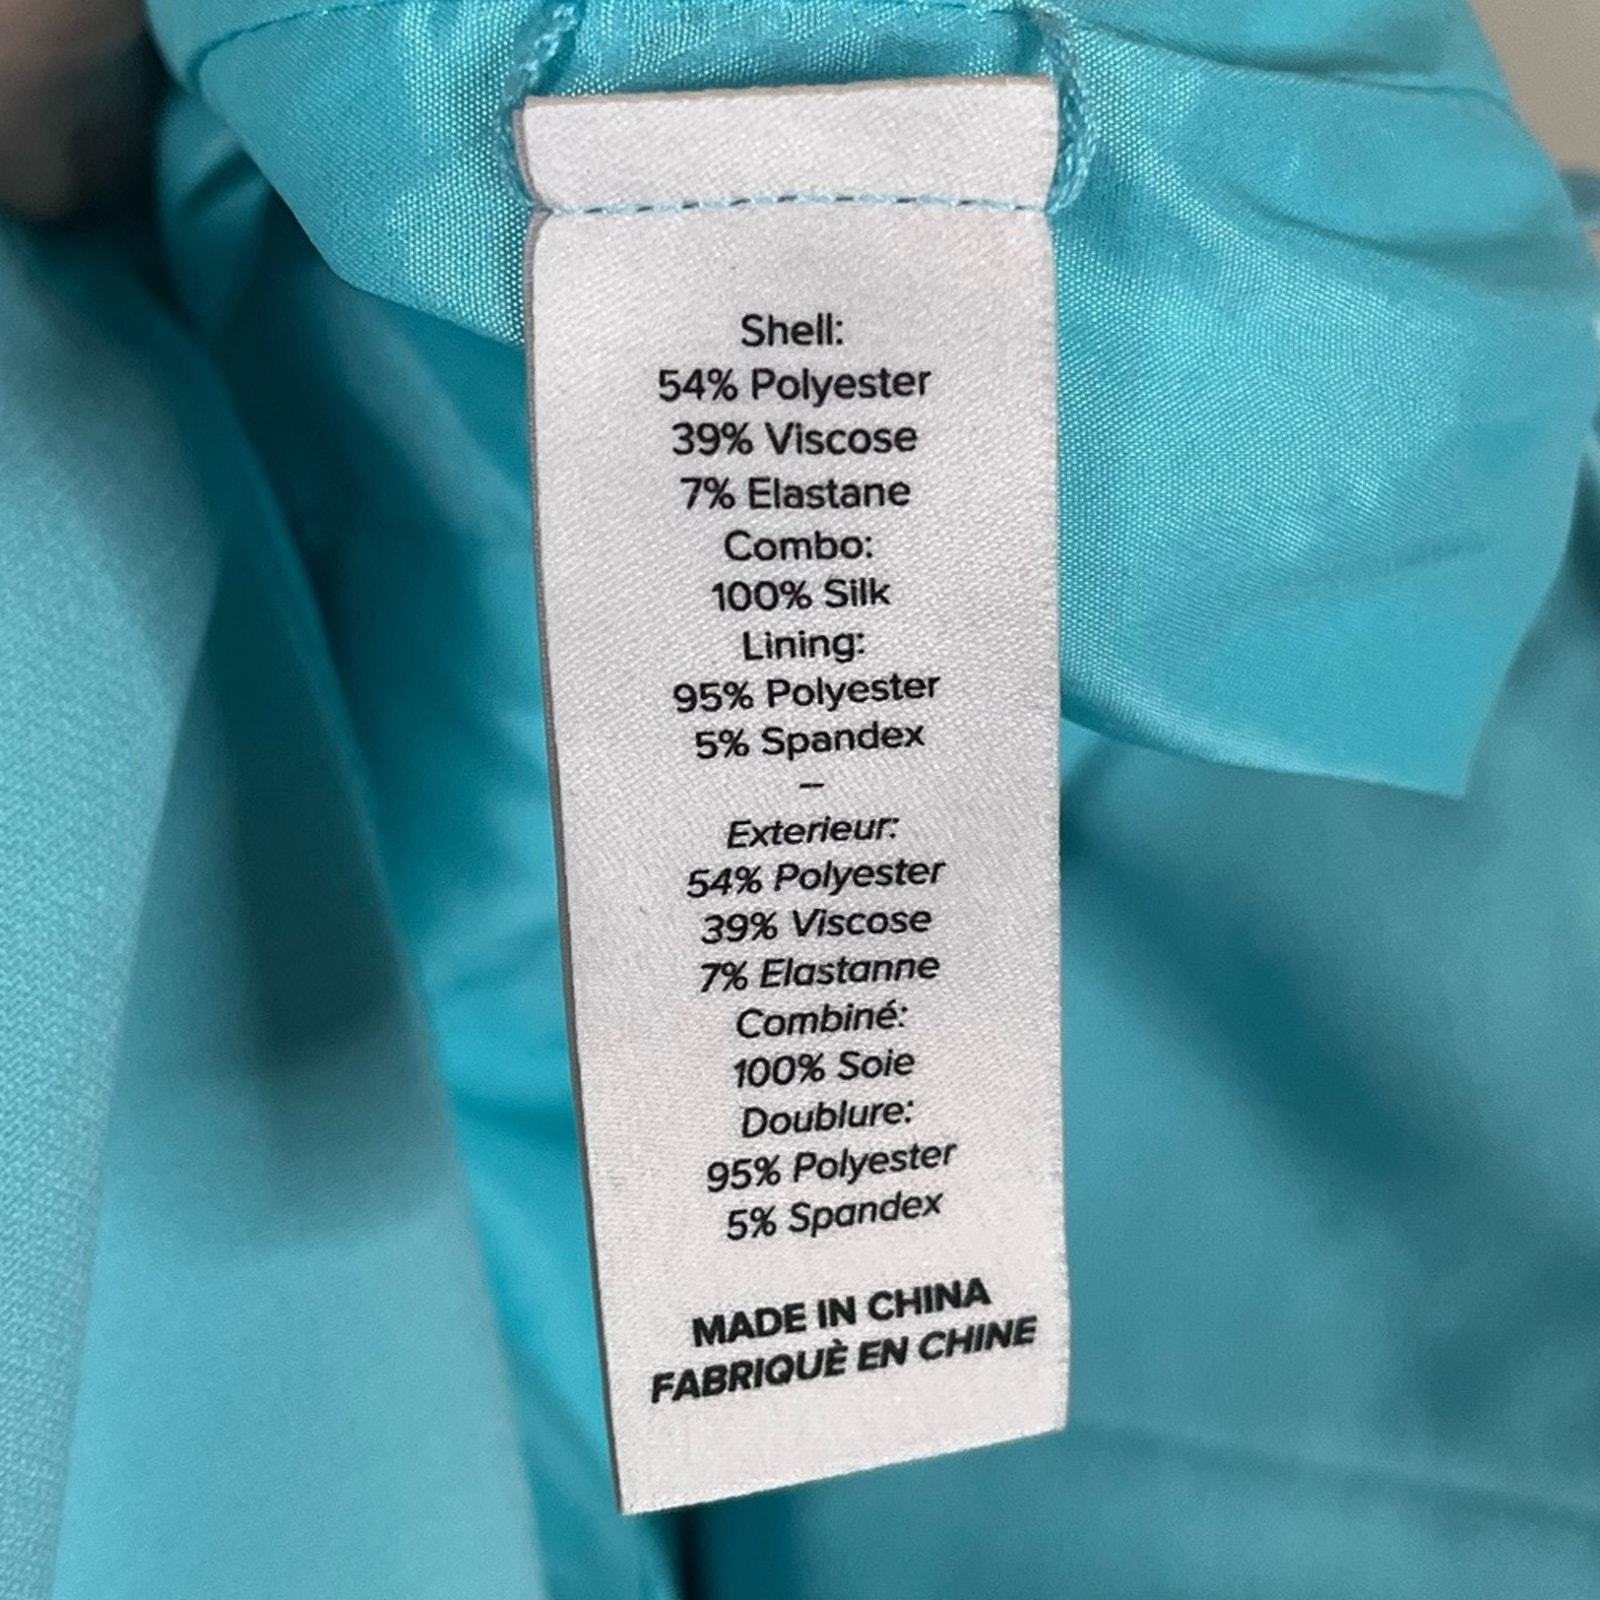 Shell:
54% Polyester
39% Viscose
7% Elastane
Combo:
100% Silk
Lining:
95% Polyester
5% Spandex
–
Exterieur:
54% Polyester
39% Viscose
7% Elastanne
Combiné:
100% Soie
Doublure:
95% Polyester
5% Spandex
MADE IN CHINA
FABRIQUÈ EN CHINE